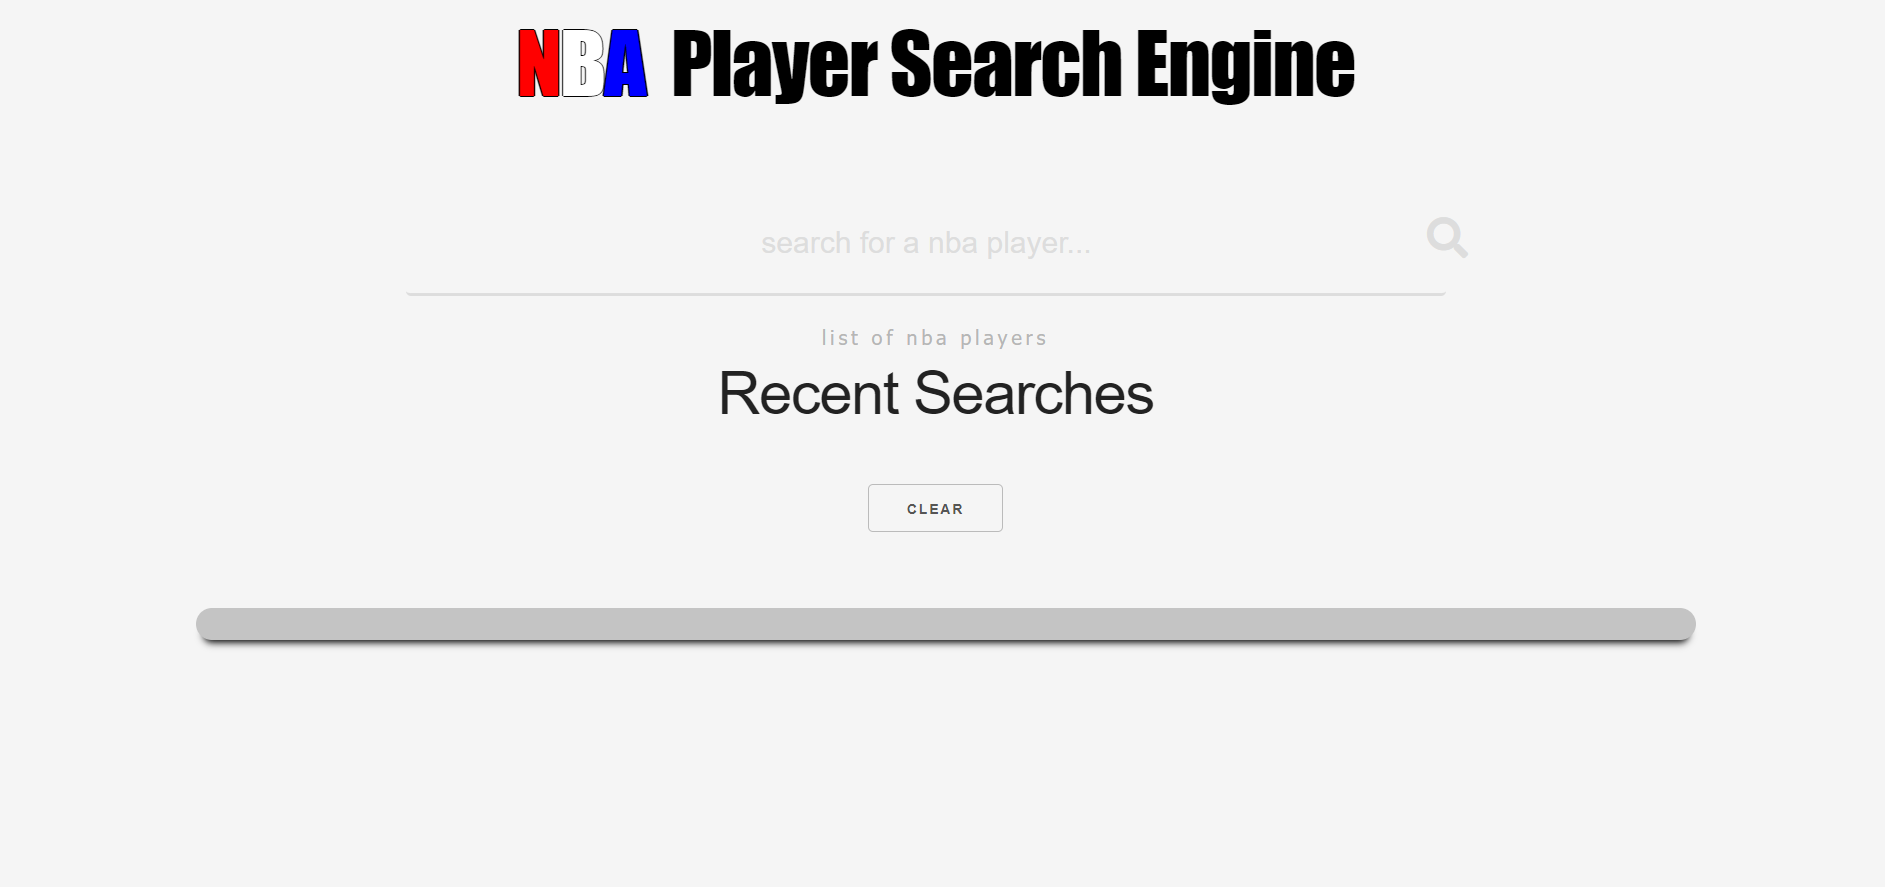 NBA Player Search Engine
search for a nba player...
list of nba players
Recent Searches
CLEAR